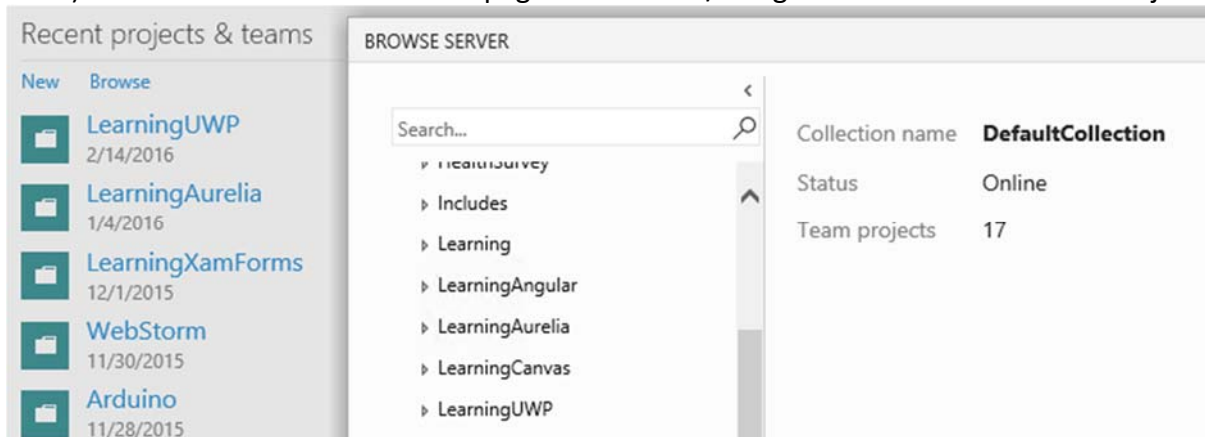 Recent projects & teams
New Browse
LearningUWP
2/14/2016
LearningAurelia
1/4/2016
LearningXamForms
12/1/2015
WebStorm
11/30/2015
Arduino
11/28/2015
BROWSE SERVER
Search...
HealthSurvey
Includes
Learning
LearningAngular
LearningAurelia
LearningCanvas
LearningUWP
Collection name DefaultCollection
Status Online
Team projects 17